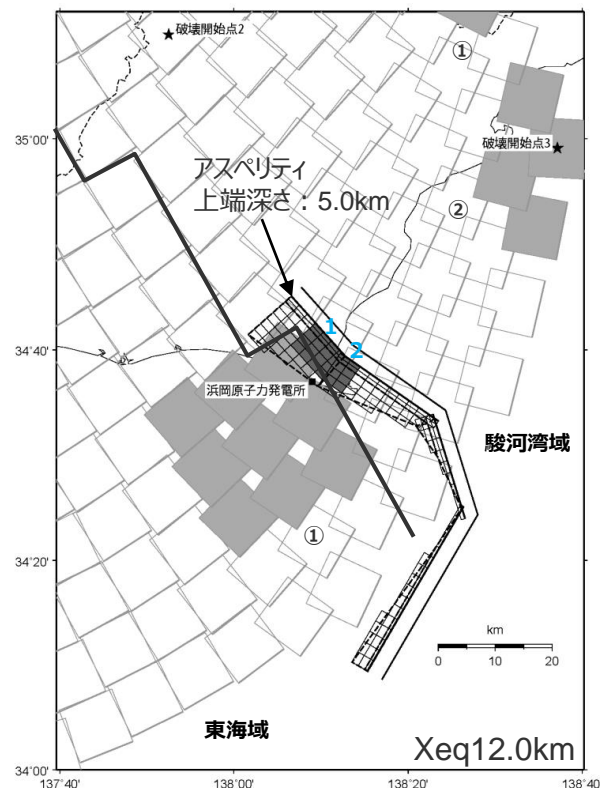 ★破壊開始点2
①
35°00'
破壊開始点3★
アスペリティ
上端深さ：5.0km
②
1
34°40'
2
浜岡原子力発電所
駿河湾域
34°20'
①
km
0 10 20
東海域
Xeq12.0km
34°00'
137°40' 138°00' 138°20' 138°40'